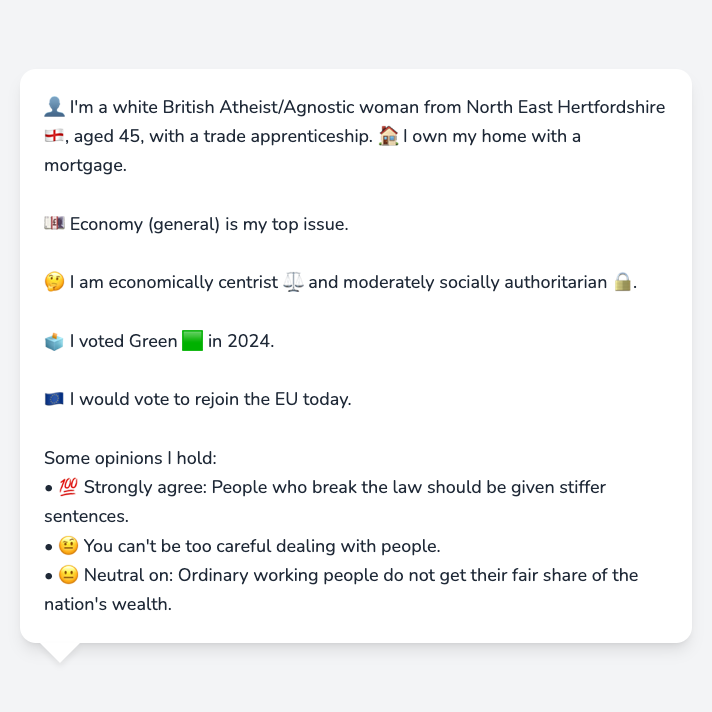 👤 I'm a white British Atheist/Agnostic woman from North East Hertfordshire
🏴󠁧󠁢󠁥󠁮󠁧󠁿, aged 45, with a trade apprenticeship. 🏠 I own my home with a
mortgage.
💷 Economy (general) is my top issue.
🤔 I am economically centrist ⚖️ and moderately socially authoritarian 🔒.
🗳️ I voted Green 🟩 in 2024.
🇪🇺 I would vote to rejoin the EU today.
Some opinions I hold:
• 💯 Strongly agree: People who break the law should be given stiffer
sentences.
• 🤨 You can't be too careful dealing with people.
• 😐 Neutral on: Ordinary working people do not get their fair share of the
nation's wealth.